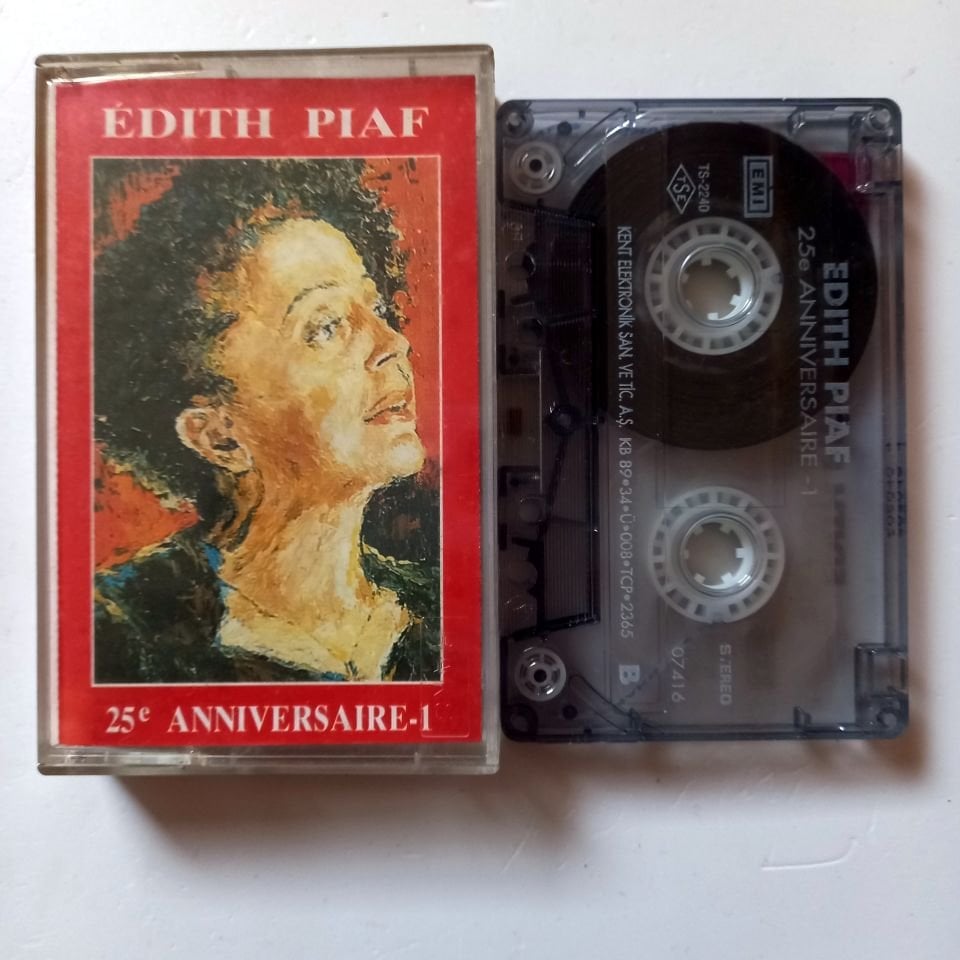 ÉDITH PIAF
25e ANNIVERSAIRE-1
EMI
TS-2240
TSE
EDITH PIAF
25e ANNIVERSAIRE -1
KENT ELEKTRONİK SAN. VE TİC. A.Ş. KB 89•34•Ü•008•TCP•2365
B
STEREO
07416